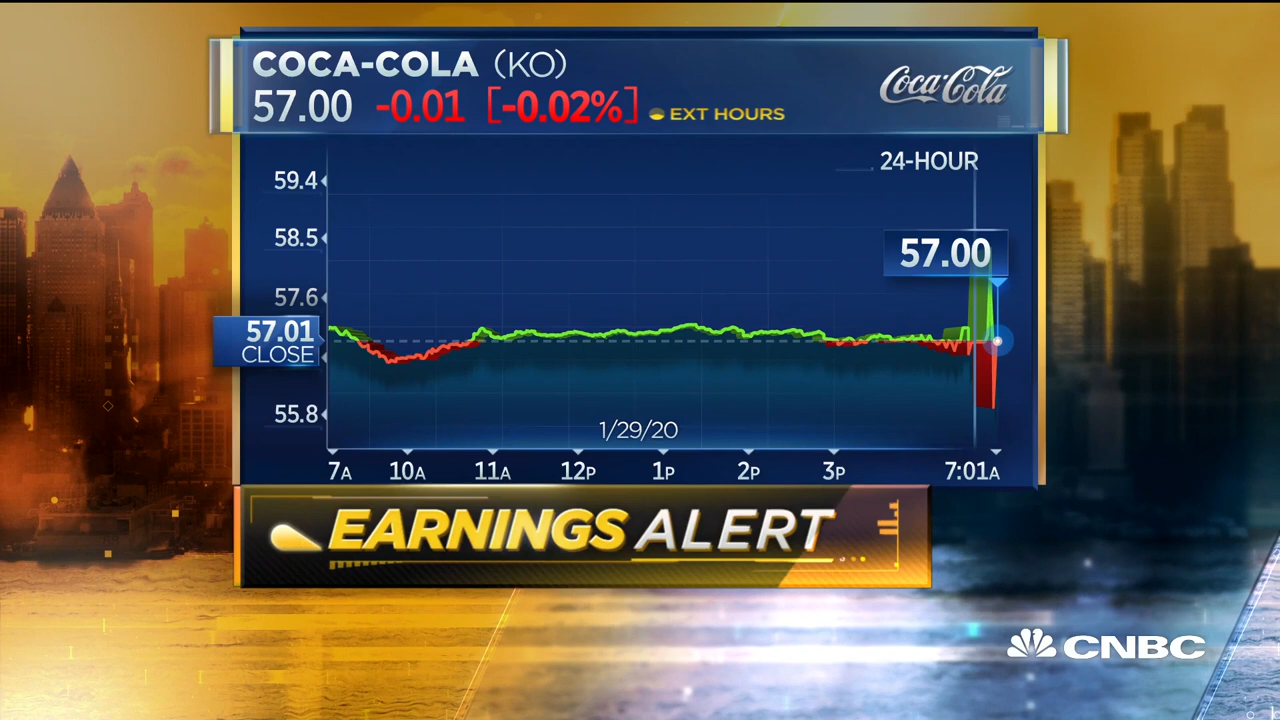 COCA-COLA (KO)
57.00 -0.01 [-0.02%] EXT HOURS
Coca-Cola
24-HOUR
59.4
58.5
57.00
57.6
57.01
CLOSE
55.8
1/29/20
7A 10A 11A 12P 1P 2P 3P 7:01A
EARNINGS ALERT
CNBC